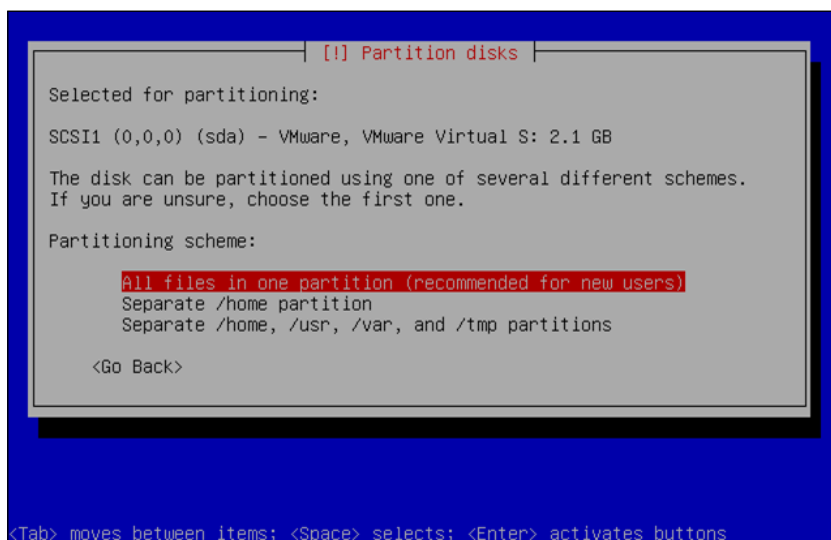 [!] Partition disks
Selected for partitioning:
SCSI1 (0,0,0) (sda) – VMware, VMware Virtual S: 2.1 GB
The disk can be partitioned using one of several different schemes.
If you are unsure, choose the first one.
Partitioning scheme:
All files in one partition (recommended for new users)
Separate /home partition
Separate /home, /usr, /var, and /tmp partitions
<Go Back>
<Tab> moves between items; <Space> selects; <Enter> activates buttons